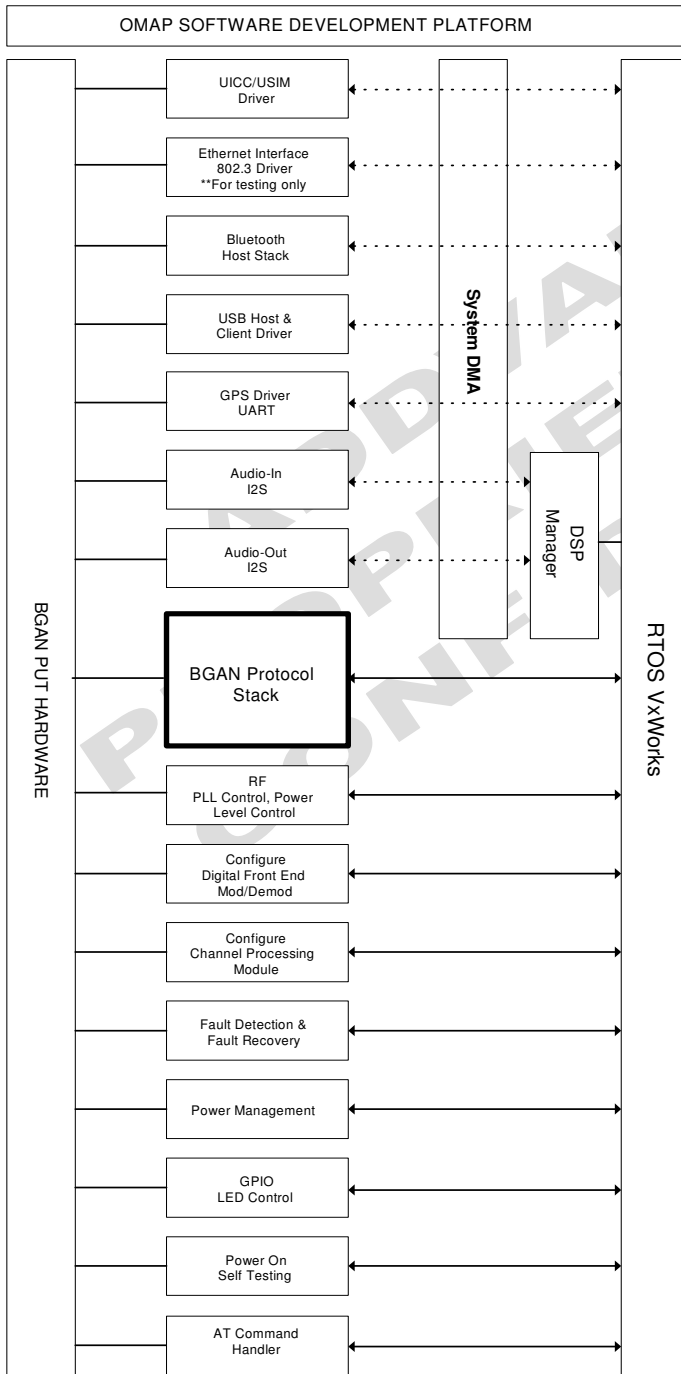 OMAP SOFTWARE DEVELOPMENT PLATFORM
UICC/USIM
Driver
Ethernet Interface
802.3 Driver
**For testing only
Bluetooth
Host Stack
USB Host &
Client Driver
GPS Driver
UART
Audio-In
I2S
Audio-Out
I2S
System DMA
DSP
Manager
BGAN PUT HARDWARE
BGAN Protocol
Stack
RTOS VxWorks
RF
PLL Control, Power
Level Control
Configure
Digital Front End
Mod/Demod
Configure
Channel Processing
Module
Fault Detection &
Fault Recovery
Power Management
GPIO
LED Control
Power On
Self Testing
AT Command
Handler